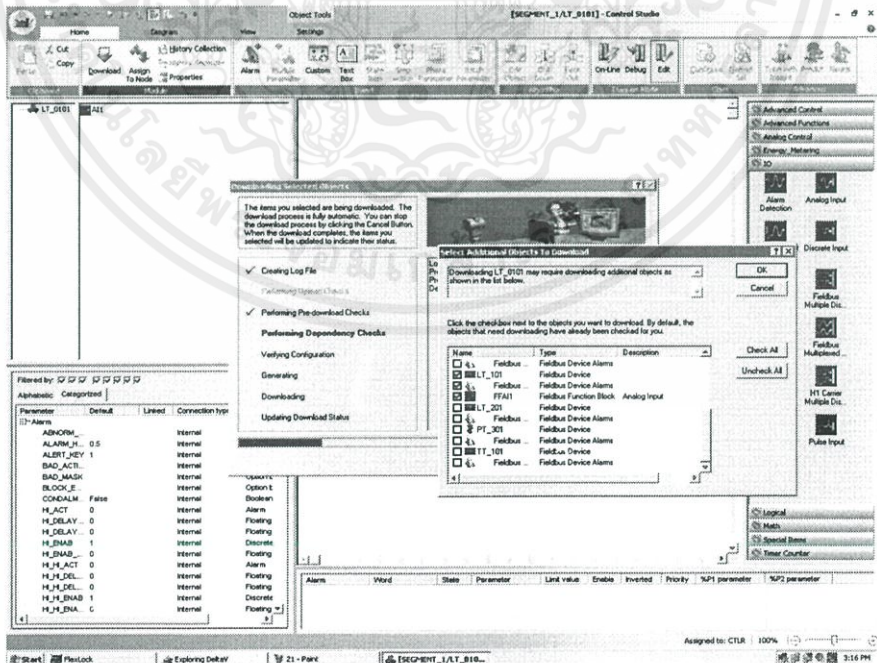 Object Tools
[SEGMENT_1/LT_0101] - Control Studio
Home
Diagram
View
Settings
Cut
Copy
Paste
Download
Assign To Node
History Collection
Properties
Alarm
Custom
Text Box
On-Line
Debug
Edit
LT_0101
AI1
Advanced Control
Advanced Functions
Analog Control
Energy_Metering
IO
Alarm Detection
Analog Input
Discrete Input
Fieldbus Multiple Dis...
Fieldbus Multiplexed ...
H1 Carrier Multiple Dis...
Pulse Input
Logical
Math
Special Items
Timer Counter
Downloading Selected Objects
The items you selected are being downloaded. The
download process is fully automatic. You can stop
the download process by clicking the Cancel Button.
When the download completes, the items you
selected will be updated to indicate their status.
Creating Log File
Performing Upload Checks
Performing Pre-download Checks
Performing Dependency Checks
Verifying Configuration
Generating
Downloading
Updating Download Status
Select Additional Objects To Download
Downloading LT_0101 may require downloading additional objects as
shown in the list below.
OK
Cancel
Click the checkbox next to the objects you want to download. By default, the
objects that need downloading have already been checked for you.
Check All
Uncheck All
Name Type Description
Fieldbus ... Fieldbus Device Alarms
LT_101 Fieldbus Device
Fieldbus ... Fieldbus Device Alarms
FFAI1 Fieldbus Function Block Analog Input
LT_201 Fieldbus Device
Fieldbus ... Fieldbus Device Alarms
PT_301 Fieldbus Device
Fieldbus ... Fieldbus Device Alarms
TT_101 Fieldbus Device
Fieldbus ... Fieldbus Device Alarms
Filtered by:
Alphabetic Categorized
Parameter Default Linked Connection type
Alarm
ABNORM_... Internal
ALARM_H... 0.5 Internal
ALERT_KEY 1 Internal
BAD_ACTI... Internal
BAD_MASK Internal
BLOCK_E... Internal
CONDALM... False Internal Boolean
HI_ACT 0 Internal Alarm
HI_DELAY... 0 Internal Floating
HI_DELAY... 0 Internal Floating
HI_ENAB 1 Internal Discrete
HI_ENAB_... 0 Internal Floating
HI_HI_ACT 0 Internal Alarm
HI_HI_DEL... 0 Internal Floating
HI_HI_DEL... 0 Internal Floating
HI_HI_ENAB 1 Internal Discrete
HI_HI_ENA... 0 Internal Floating
Alarm Word State Parameter Limit value Enable Inverted Priority %P1 parameter %P2 parameter
Assigned to: CTLR 100%
Start
FlexLock
Exploring DeltaV
21 - Paint
[SEGMENT_1/LT_010...
3:16 PM